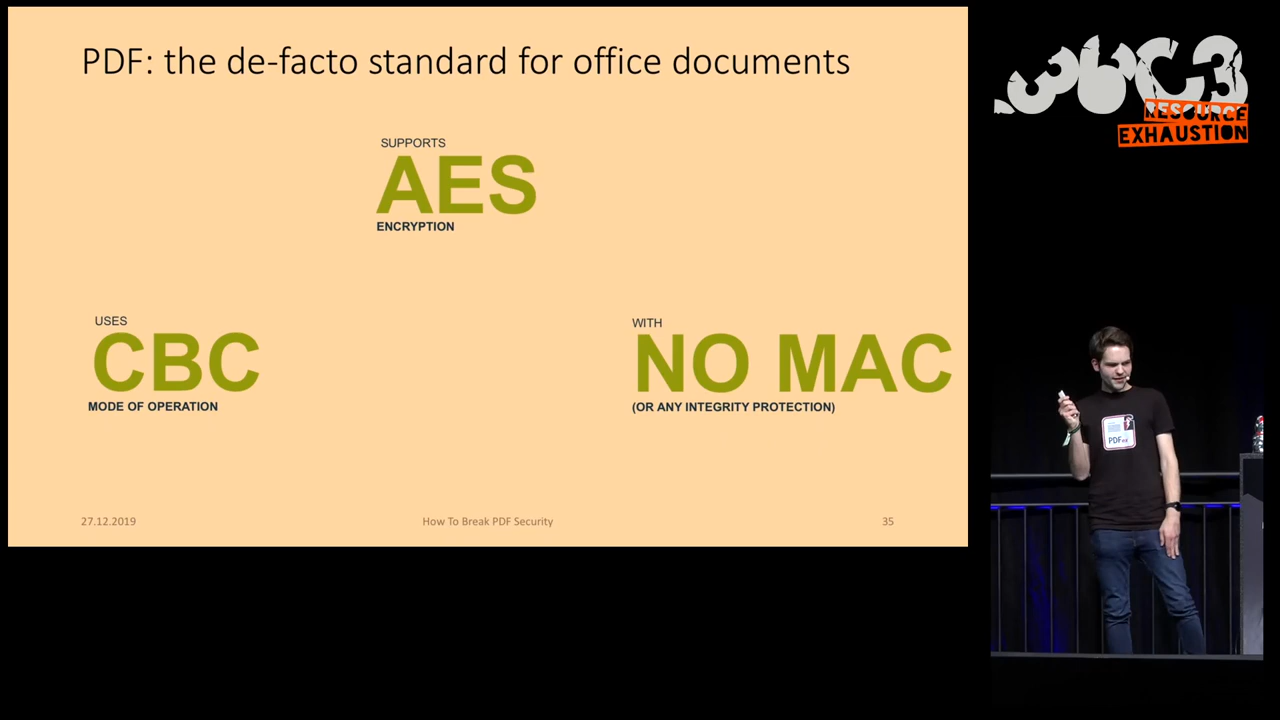 PDF: the de-facto standard for office documents
SUPPORTS
AES
ENCRYPTION
USES
CBC
MODE OF OPERATION
WITH
NO MAC
(OR ANY INTEGRITY PROTECTION)
27.12.2019
How To Break PDF Security
35
36C3
RESOURCE
EXHAUSTION
PDF